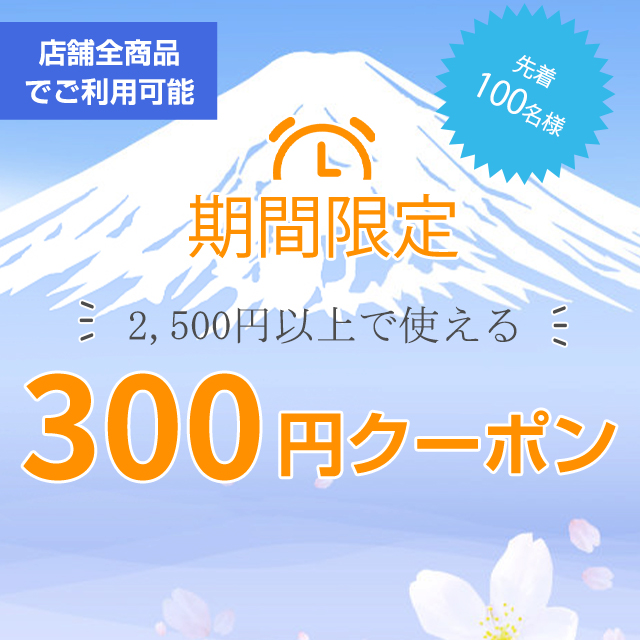 店舗全商品
でご利用可能
先着
100名様
期間限定
2,500円以上で使える
300円クーポン